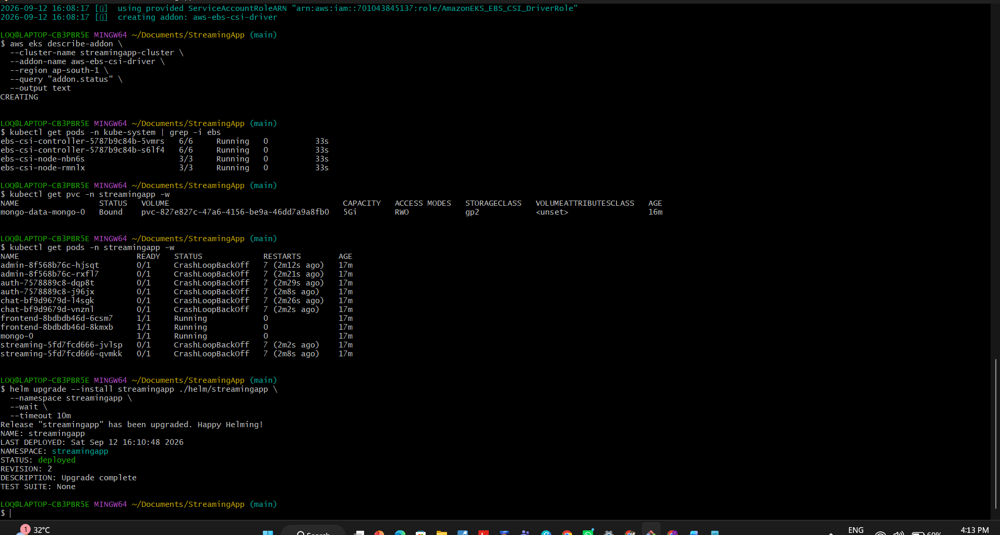 2026-09-12 16:08:17 [ℹ]  using provided ServiceAccountRoleARN "arn:aws:iam::701043845137:role/AmazonEKS_EBS_CSI_DriverRole"
2026-09-12 16:08:17 [ℹ]  creating addon: aws-ebs-csi-driver
LOQ@LAPTOP-CB3PBR5E MINGW64 ~/Documents/StreamingApp (main)
$ aws eks describe-addon \
  --cluster-name streamingapp-cluster \
  --addon-name aws-ebs-csi-driver \
  --region ap-south-1 \
  --query "addon.status" \
  --output text
CREATING
LOQ@LAPTOP-CB3PBR5E MINGW64 ~/Documents/StreamingApp (main)
$ kubectl get pods -n kube-system | grep -i ebs
ebs-csi-controller-5787b9c84b-5vmrs   6/6     Running   0          33s
ebs-csi-controller-5787b9c84b-s6lf4   6/6     Running   0          33s
ebs-csi-node-nbn6s                    3/3     Running   0          33s
ebs-csi-node-rmnlx                    3/3     Running   0          33s
LOQ@LAPTOP-CB3PBR5E MINGW64 ~/Documents/StreamingApp (main)
$ kubectl get pvc -n streamingapp -w
NAME                 STATUS   VOLUME                                     CAPACITY   ACCESS MODES   STORAGECLASS   VOLUMEATTRIBUTESCLASS   AGE
mongo-data-mongo-0   Bound    pvc-827e827c-47a6-4156-be9a-46dd7a9a8fb0   5Gi        RWO            gp2            <unset>                 16m
LOQ@LAPTOP-CB3PBR5E MINGW64 ~/Documents/StreamingApp (main)
$ kubectl get pods -n streamingapp -w
NAME                         READY   STATUS             RESTARTS        AGE
admin-8f568b76c-hjsqt        0/1     CrashLoopBackOff   7 (2m12s ago)   17m
admin-8f568b76c-rxfl7        0/1     CrashLoopBackOff   7 (2m21s ago)   17m
auth-7578889c8-dqp8t         0/1     CrashLoopBackOff   7 (2m29s ago)   17m
auth-7578889c8-j96jx         0/1     CrashLoopBackOff   7 (2m8s ago)    17m
chat-bf9d9679d-l4sgk         0/1     CrashLoopBackOff   7 (2m26s ago)   17m
chat-bf9d9679d-vnznl         0/1     CrashLoopBackOff   7 (2m2s ago)    17m
frontend-8bdbdb46d-6csm7     1/1     Running            0               17m
frontend-8bdbdb46d-8kmxb     1/1     Running            0               17m
mongo-0                      1/1     Running            0               17m
streaming-5fd7fcd666-jvlsp   0/1     CrashLoopBackOff   7 (2m2s ago)    17m
streaming-5fd7fcd666-qvmkk   0/1     CrashLoopBackOff   7 (2m8s ago)    17m
LOQ@LAPTOP-CB3PBR5E MINGW64 ~/Documents/StreamingApp (main)
$ helm upgrade --install streamingapp ./helm/streamingapp \
  --namespace streamingapp \
  --wait \
  --timeout 10m
Release "streamingapp" has been upgraded. Happy Helming!
NAME: streamingapp
LAST DEPLOYED: Sat Sep 12 16:10:48 2026
NAMESPACE: streamingapp
STATUS: deployed
REVISION: 2
DESCRIPTION: Upgrade complete
TEST SUITE: None
LOQ@LAPTOP-CB3PBR5E MINGW64 ~/Documents/StreamingApp (main)
$
1 32°C
Search
ENG
60%
4:13 PM